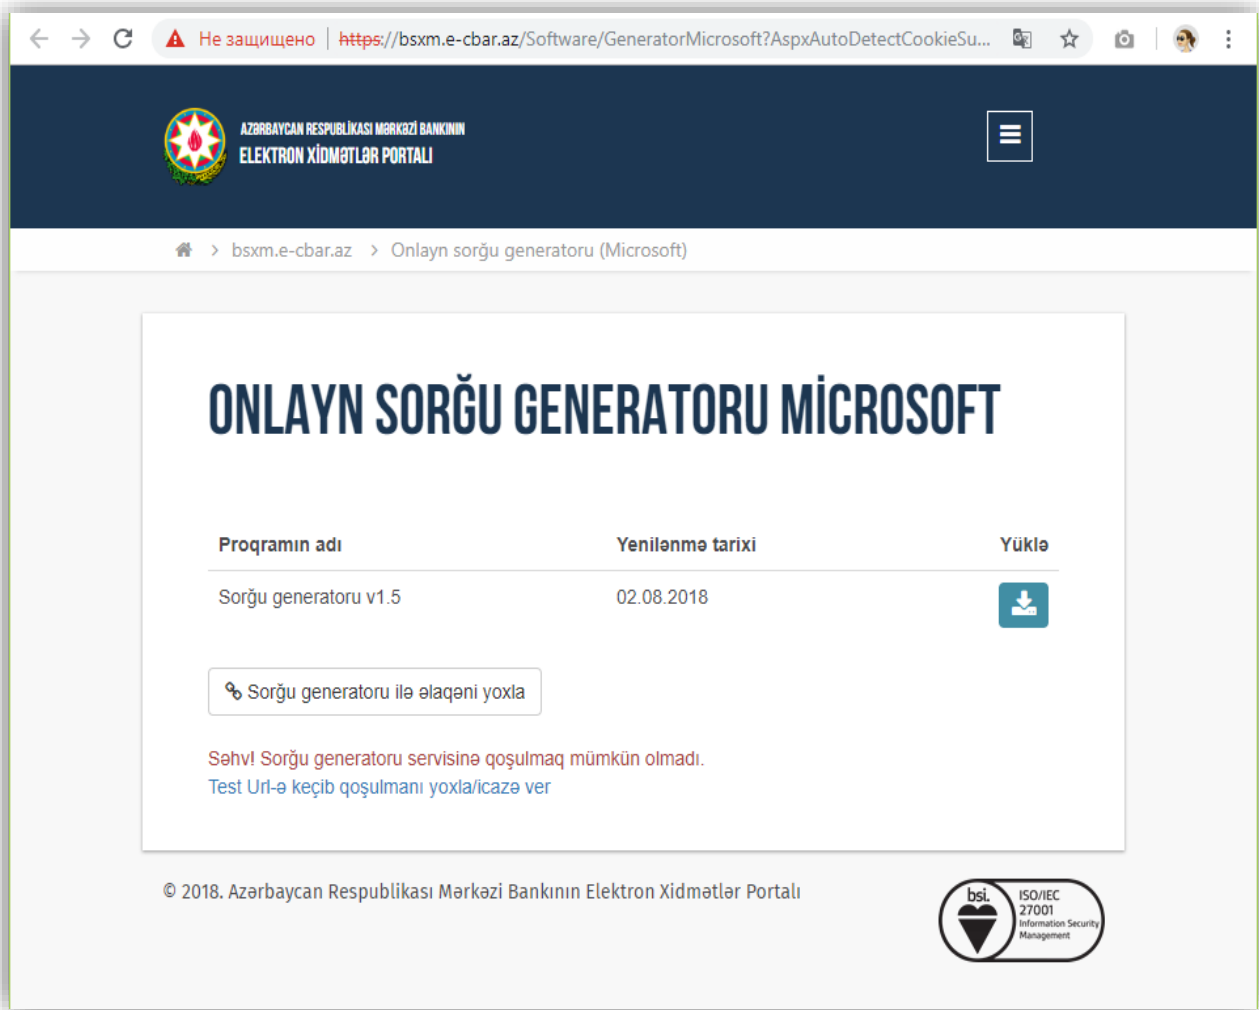 Не защищено | https://bsxm.e-cbar.az/Software/GeneratorMicrosoft?AspxAutoDetectCookieSu...
AZƏRBAYCAN RESPUBLİKASI MƏRKƏZİ BANKININ
ELEKTRON XİDMƏTLƏR PORTALI
> bsxm.e-cbar.az > Onlayn sorğu generatoru (Microsoft)
ONLAYN SORĞU GENERATORU MİCROSOFT
Proqramın adı Yenilənmə tarixi Yüklə
Sorğu generatoru v1.5 02.08.2018
Sorğu generatoru ilə əlaqəni yoxla
Səhv! Sorğu generatoru servisinə qoşulmaq mümkün olmadı.
Test Url-ə keçib qoşulmanı yoxla/icazə ver
© 2018. Azərbaycan Respublikası Mərkəzi Bankının Elektron Xidmətlər Portalı
bsi.
ISO/IEC
27001
Information Security
Management